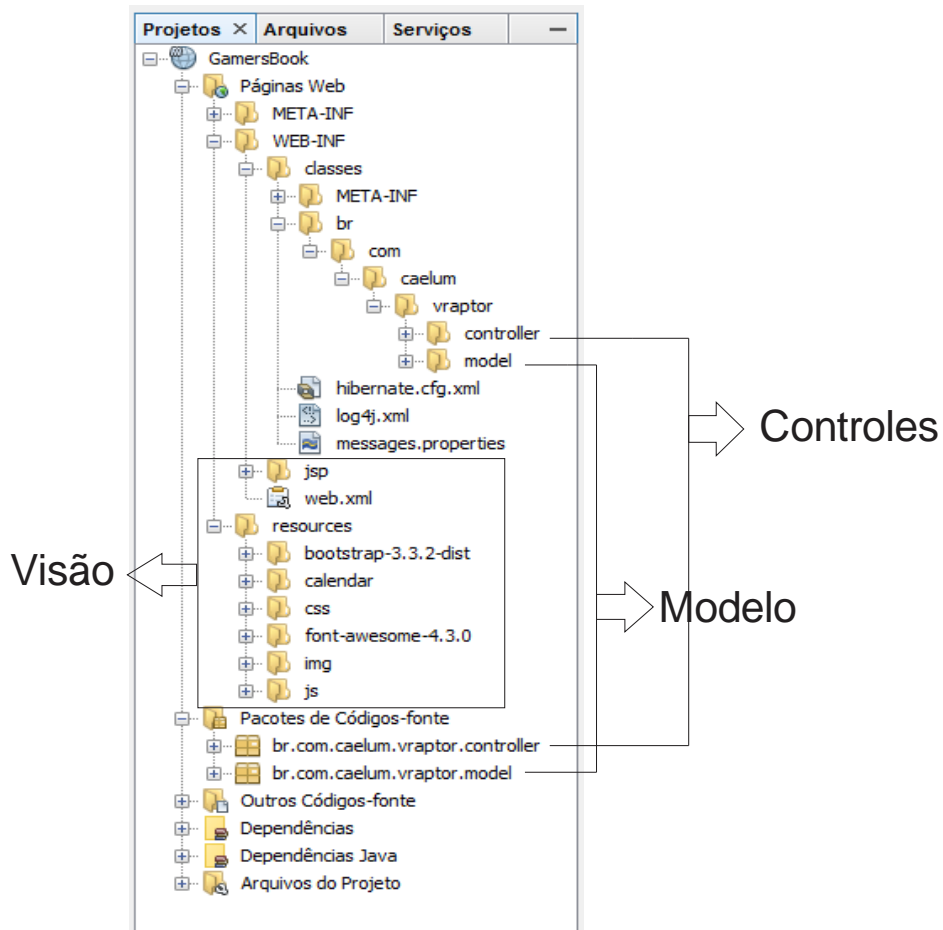 Projetos Arquivos Serviços
GamersBook
Páginas Web
META-INF
WEB-INF
classes
META-INF
br
com
caelum
vraptor
controller
model
hibernate.cfg.xml
log4j.xml
messages.properties
jsp
web.xml
resources
bootstrap-3.3.2-dist
calendar
css
font-awesome-4.3.0
img
js
Pacotes de Códigos-fonte
br.com.caelum.vraptor.controller
br.com.caelum.vraptor.model
Outros Códigos-fonte
Dependências
Dependências Java
Arquivos do Projeto
Controles
Visão
Modelo